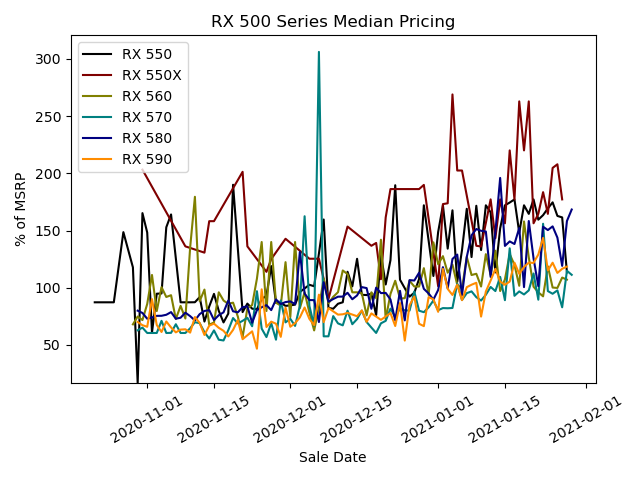 RX 500 Series Median Pricing
RX 550
RX 550X
RX 560
RX 570
RX 580
RX 590
% of MSRP
300
250
200
150
100
50
2020-11-01
2020-11-15
2020-12-01
2020-12-15
2021-01-01
2021-01-15
2021-02-01
Sale Date